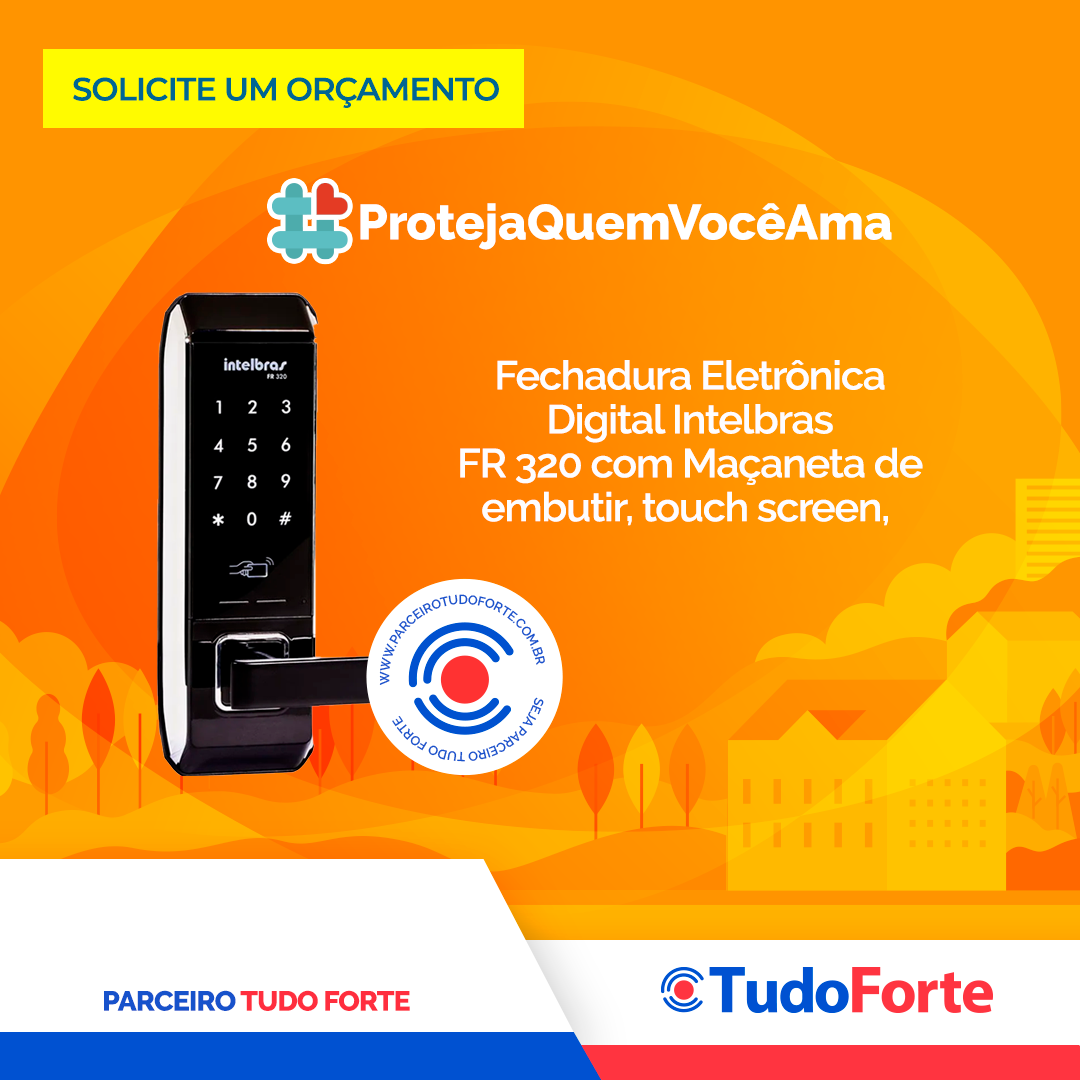 SOLICITE UM ORÇAMENTO
#ProtejaQuemVocêAma
intelbras
FR 320
1 2 3
4 5 6
7 8 9
* 0 #
Fechadura Eletrônica
Digital Intelbras
FR 320 com Maçaneta de
embutir, touch screen,
WWW.PARCEIROTUDOFORTE.COM.BR
SEJA PARCEIRO TUDO FORTE
PARCEIRO TUDO FORTE
TudoForte